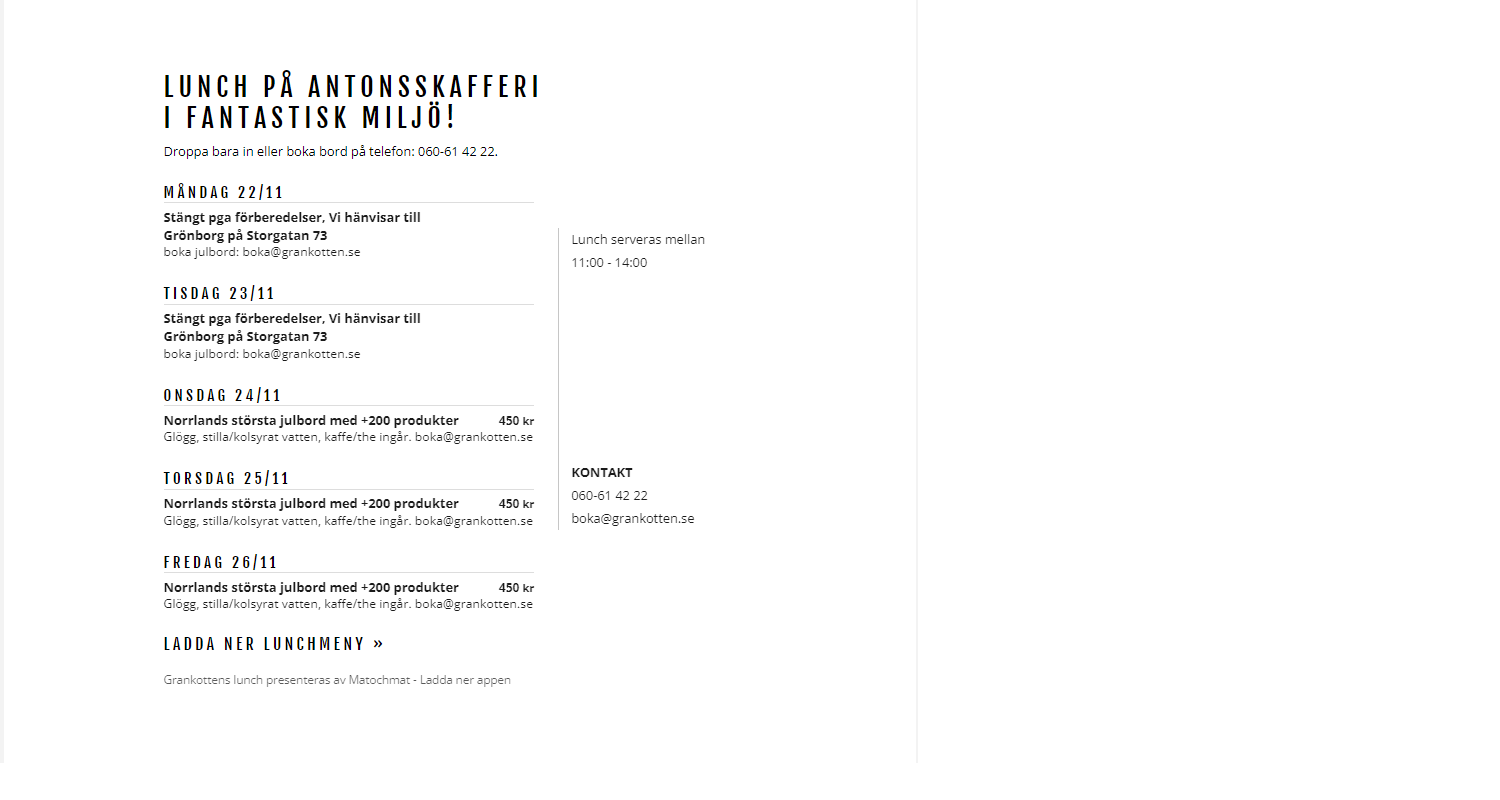 LUNCH PÅ ANTONSSKAFFERI
I FANTASTISK MILJÖ!
Droppa bara in eller boka bord på telefon: 060-61 42 22.
MÅNDAG 22/11
Stängt pga förberedelser, Vi hänvisar till
Grönborg på Storgatan 73
boka julbord: boka@grankotten.se
TISDAG 23/11
Stängt pga förberedelser, Vi hänvisar till
Grönborg på Storgatan 73
boka julbord: boka@grankotten.se
ONSDAG 24/11
Norrlands största julbord med +200 produkter 450 kr
Glögg, stilla/kolsyrat vatten, kaffe/the ingår. boka@grankotten.se
TORSDAG 25/11
Norrlands största julbord med +200 produkter 450 kr
Glögg, stilla/kolsyrat vatten, kaffe/the ingår. boka@grankotten.se
FREDAG 26/11
Norrlands största julbord med +200 produkter 450 kr
Glögg, stilla/kolsyrat vatten, kaffe/the ingår. boka@grankotten.se
LADDA NER LUNCHMENY »
Grankottens lunch presenteras av Matochmat - Ladda ner appen
Lunch serveras mellan
11:00 - 14:00
KONTAKT
060-61 42 22
boka@grankotten.se